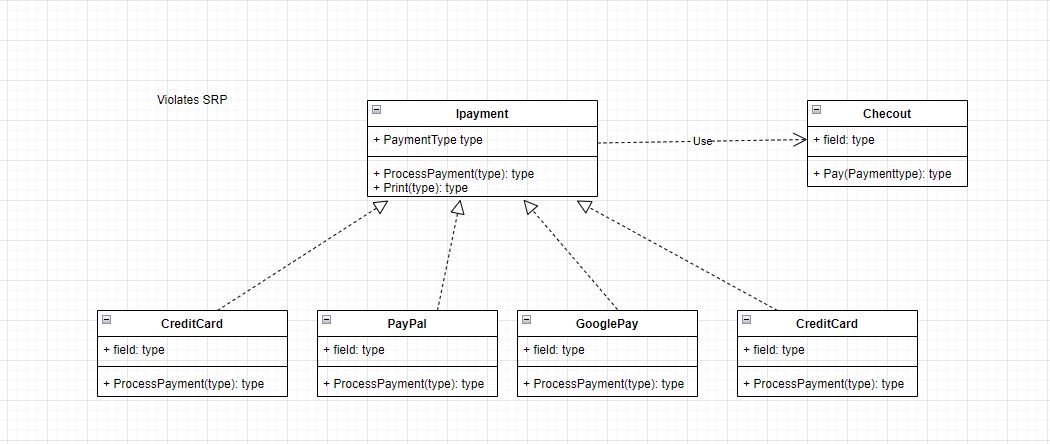 Violates SRP
Ipayment
+ PaymentType type
+ ProcessPayment(type): type
+ Print(type): type
Use
Checout
+ field: type
+ Pay(Paymenttype): type
CreditCard
+ field: type
+ ProcessPayment(type): type
PayPal
+ field: type
+ ProcessPayment(type): type
GooglePay
+ field: type
+ ProcessPayment(type): type
CreditCard
+ field: type
+ ProcessPayment(type): type